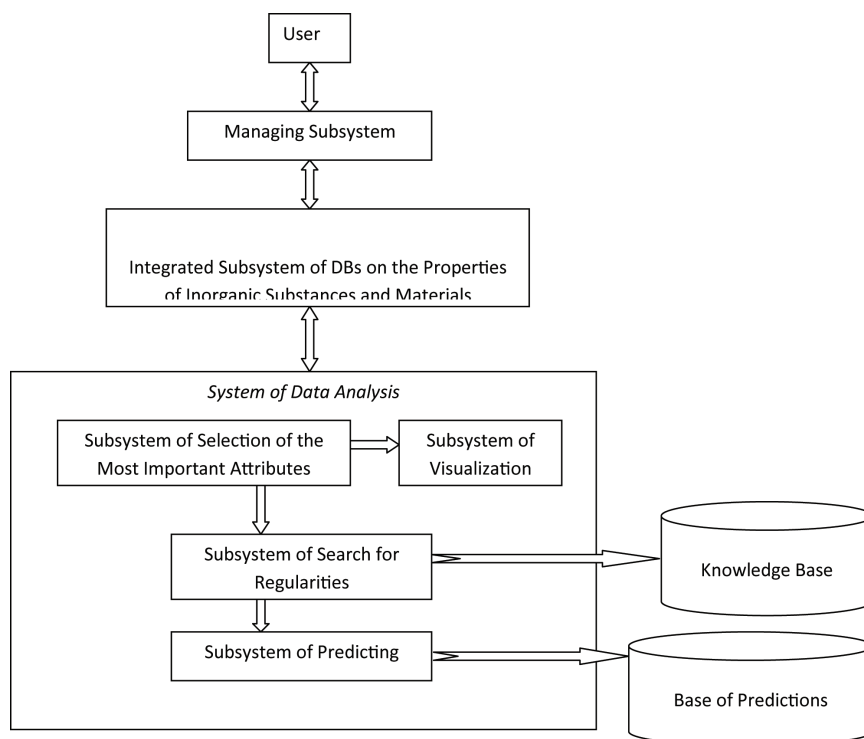 User
Managing Subsystem
Integrated Subsystem of DBs on the Properties
of Inorganic Substances and Materials
System of Data Analysis
Subsystem of Selection of the
Most Important Attributes
Subsystem of
Visualization
Subsystem of Search for
Regularities
Knowledge Base
Subsystem of Predicting
Base of Predictions